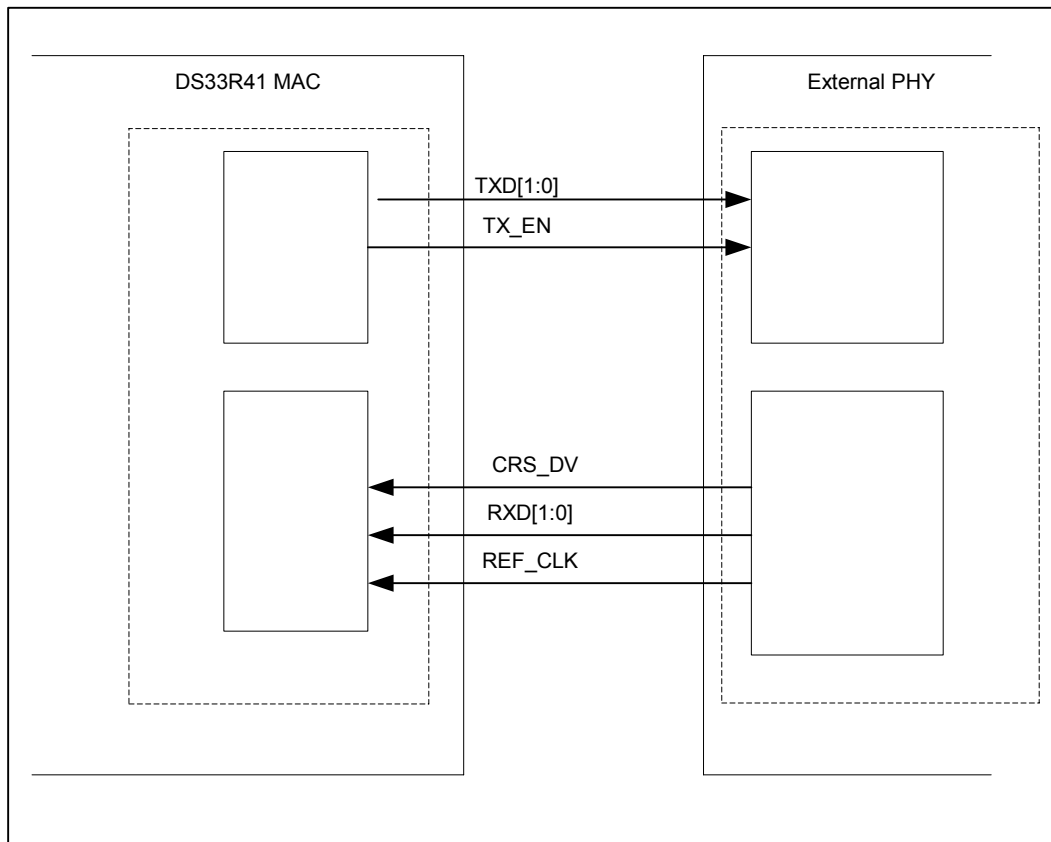 DS33R41 MAC
External PHY
TXD[1:0]
TX_EN
CRS_DV
RXD[1:0]
REF_CLK